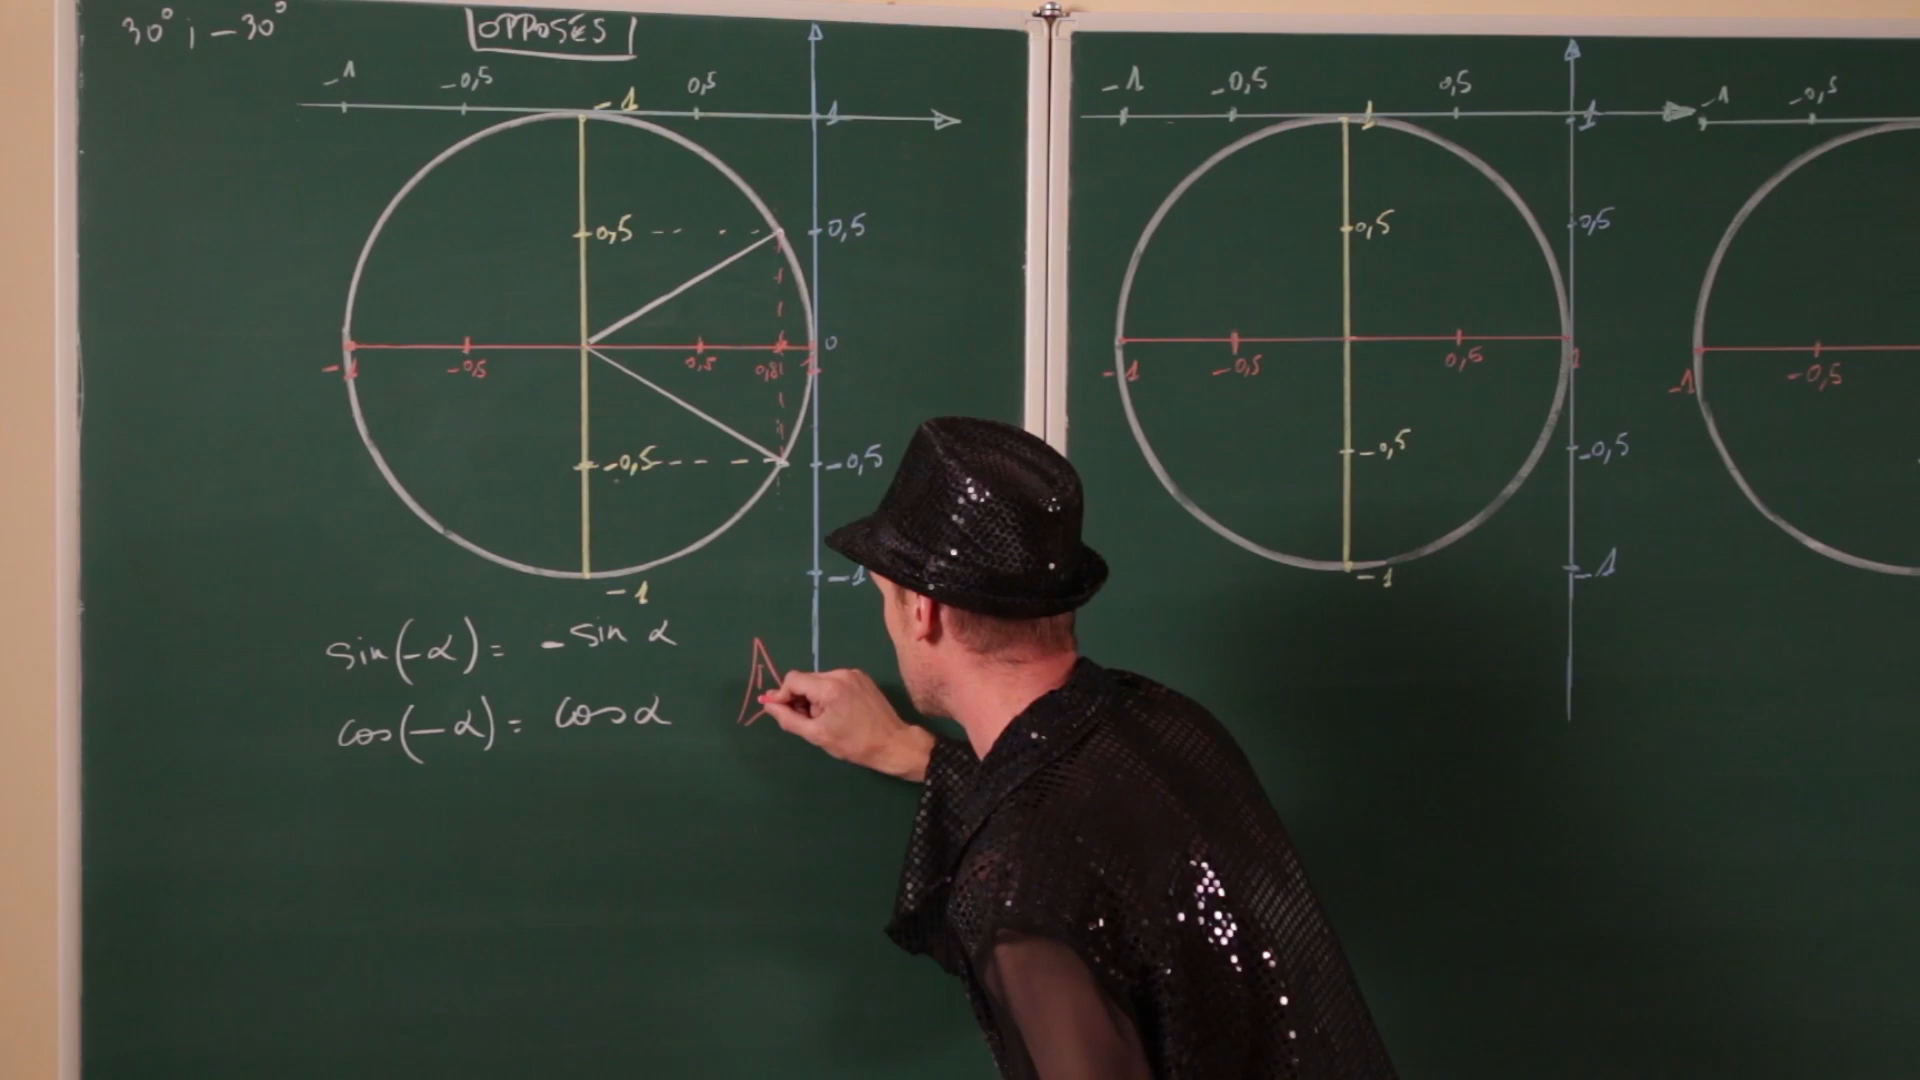 30° ; -30° OPPOSÉS
-1 -0,5 0,5
-1 1
0,5 0,5
0
-1 -0,5 0,5 0,81 1
-0,5 -0,5
-1 -1
sin(-α) = -sin α
cos(-α) = cos α
-1 -0,5 0,5
1 1
0,5 0,5
-1 -0,5 0,5 1
-0,5 -0,5
-1 -1
-1 -0,5
-1 -0,5